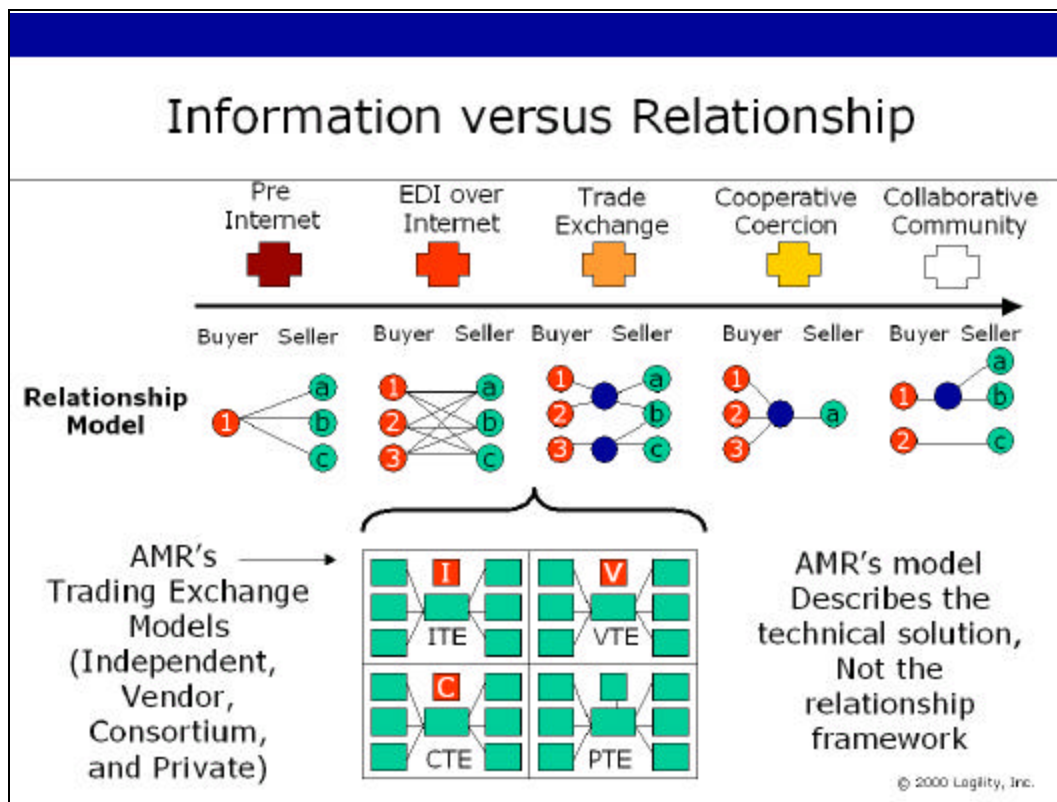 Information versus Relationship
Pre
Internet
EDI over
Internet
Trade
Exchange
Cooperative
Coercion
Collaborative
Community
Buyer Seller
Buyer Seller
Buyer Seller
Buyer Seller
Buyer Seller
Relationship
Model
1 a b c
1 2 3 a b c
1 2 3 a b c
1 2 3 a
1 2 a b c
AMR's
Trading Exchange
Models
(Independent,
Vendor,
Consortium,
and Private)
I
ITE
V
VTE
C
CTE
PTE
AMR's model
Describes the
technical solution,
Not the
relationship
framework
© 2000 Logility, Inc.